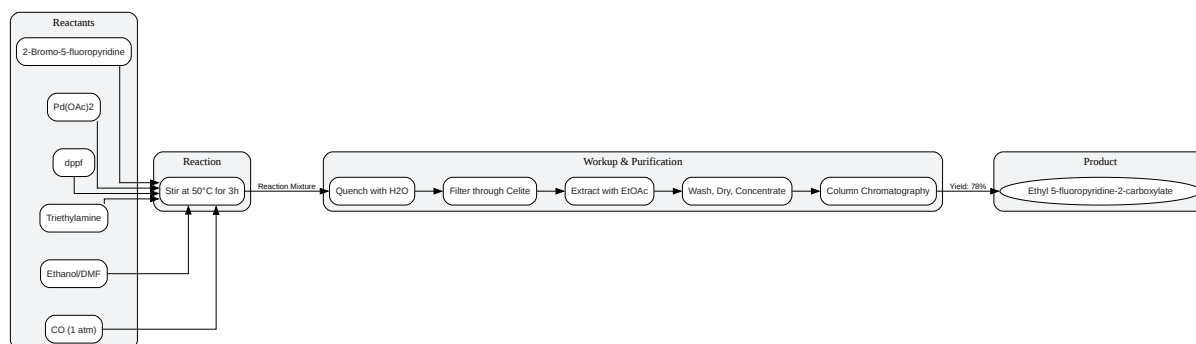 Reactants
2-Bromo-5-fluoropyridine
Pd(OAc)2
dppf
Triethylamine
Ethanol/DMF
CO (1 atm)
Reaction
Stir at 50°C for 3h
Reaction Mixture
Workup & Purification
Quench with H2O
Filter through Celite
Extract with EtOAc
Wash, Dry, Concentrate
Column Chromatography
Yield: 78%
Product
Ethyl 5-fluoropyridine-2-carboxylate